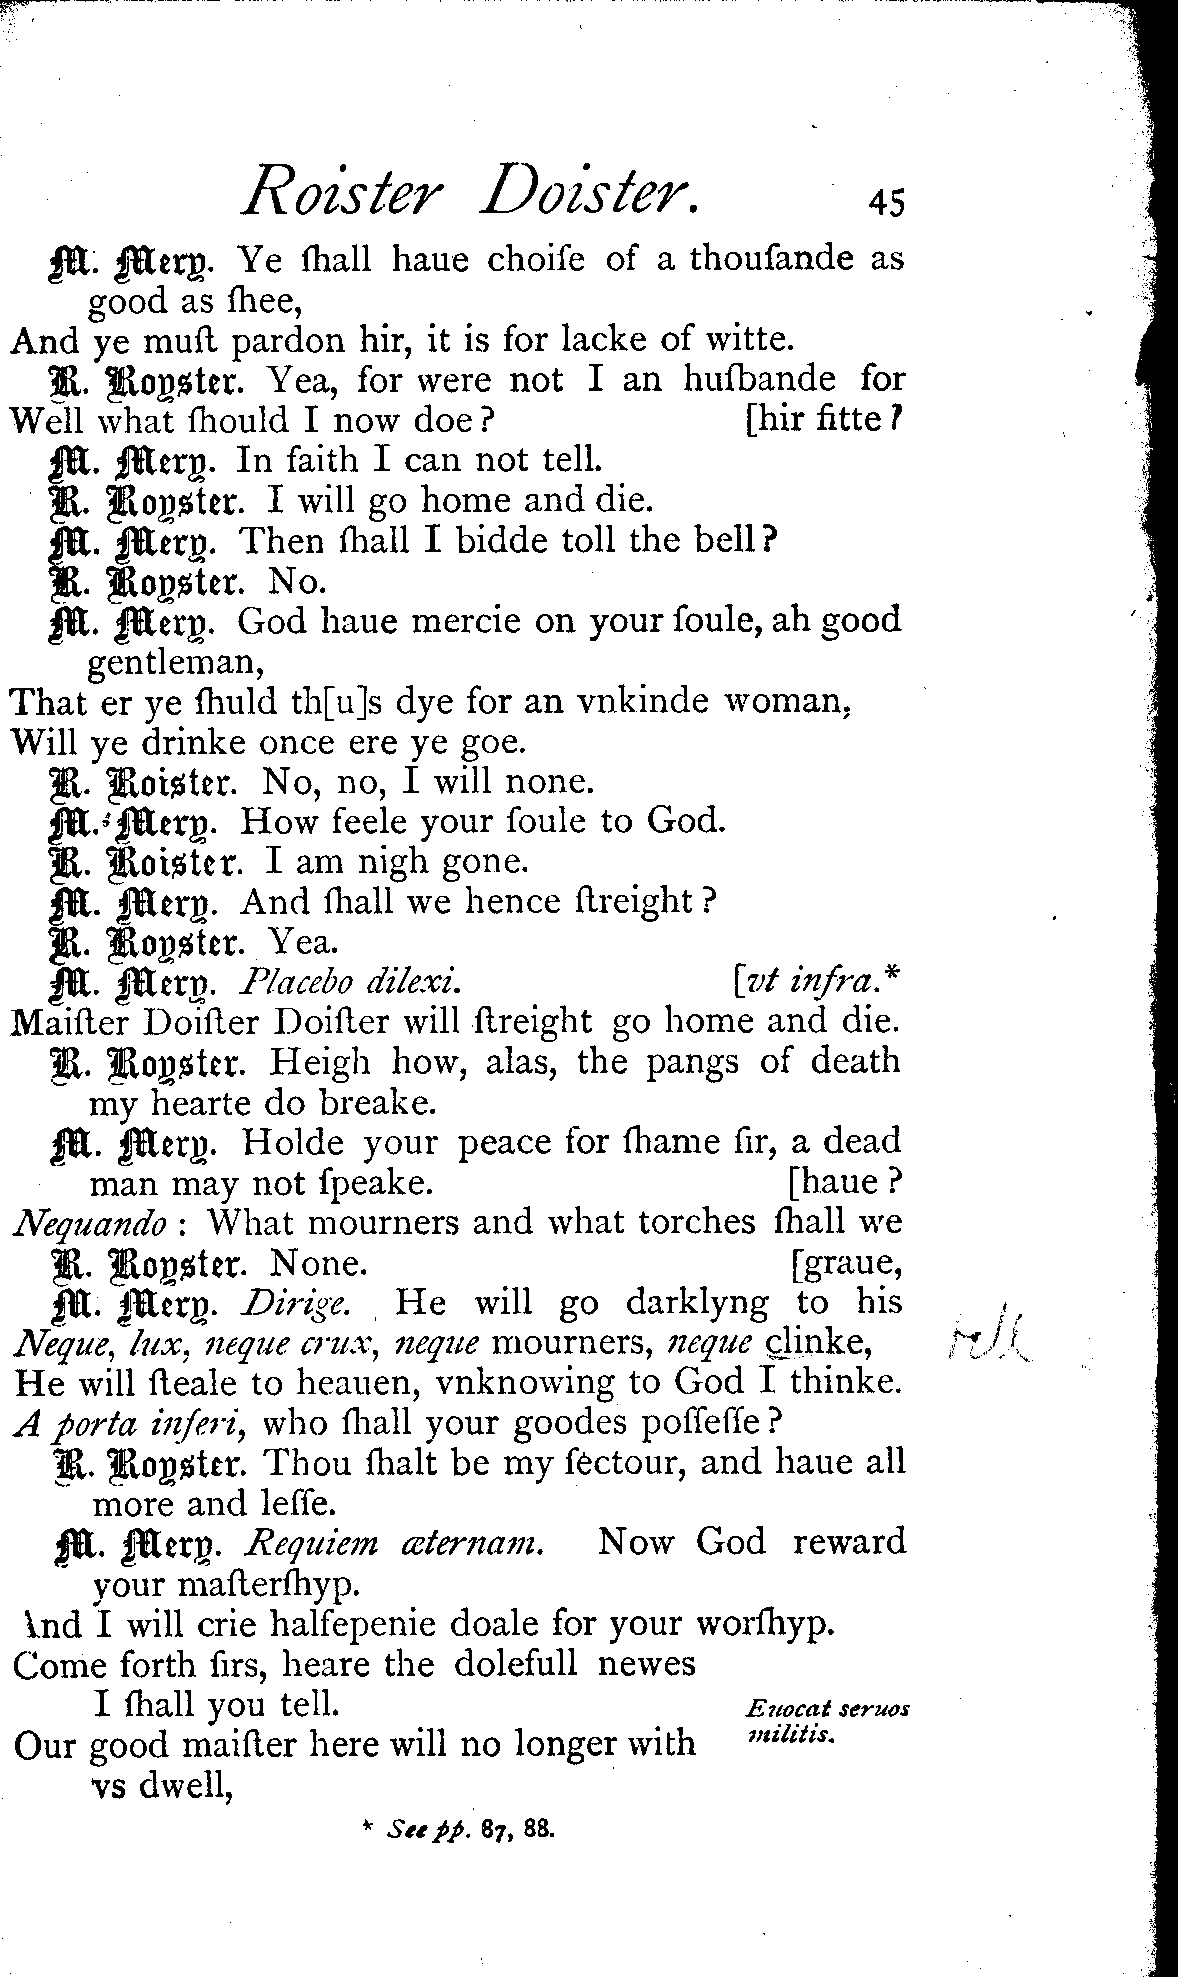 Roister Doister. 45
M. Mery. Ye ſhall haue choiſe of a thouſande as
good as ſhee,
And ye muſt pardon hir, it is for lacke of witte.
R. Royster. Yea, for were not I an huſbande for
Well what ſhould I now doe? [hir fitte?
M. Mery. In faith I can not tell.
R. Royster. I will go home and die.
M. Mery. Then ſhall I bidde toll the bell?
R. Royster. No.
M. Mery. God haue mercie on your ſoule, ah good
gentleman,
That er ye ſhuld th[u]s dye for an vnkinde woman,
Will ye drinke once ere ye goe.
R. Roister. No, no, I will none.
M. Mery. How feele your ſoule to God.
R. Roister. I am nigh gone.
M. Mery. And ſhall we hence ſtreight?
R. Royster. Yea.
M. Mery. Placebo dilexi. [vt infra.*
Maiſter Doiſter Doiſter will ſtreight go home and die.
R. Royster. Heigh how, alas, the pangs of death
my hearte do breake.
M. Mery. Holde your peace for ſhame ſir, a dead
man may not ſpeake. [haue?
Nequando: What mourners and what torches ſhall we
R. Royster. None. [graue,
M. Mery. Dirige. He will go darklyng to his
Neque, lux, neque crux, neque mourners, neque clinke, bell
He will ſteale to heauen, vnknowing to God I thinke.
A porta inferi, who ſhall your goodes poſſeſſe?
R. Royster. Thou ſhalt be my ſectour, and haue all
more and leſſe.
M. Mery. Requiem æternam. Now God reward
your maſterſhyp.
And I will crie halfepenie doale for your worſhyp.
Come forth ſirs, heare the dolefull newes
I ſhall you tell. Euocat seruos
Our good maiſter here will no longer with militis.
vs dwell,
* See pp. 87, 88.